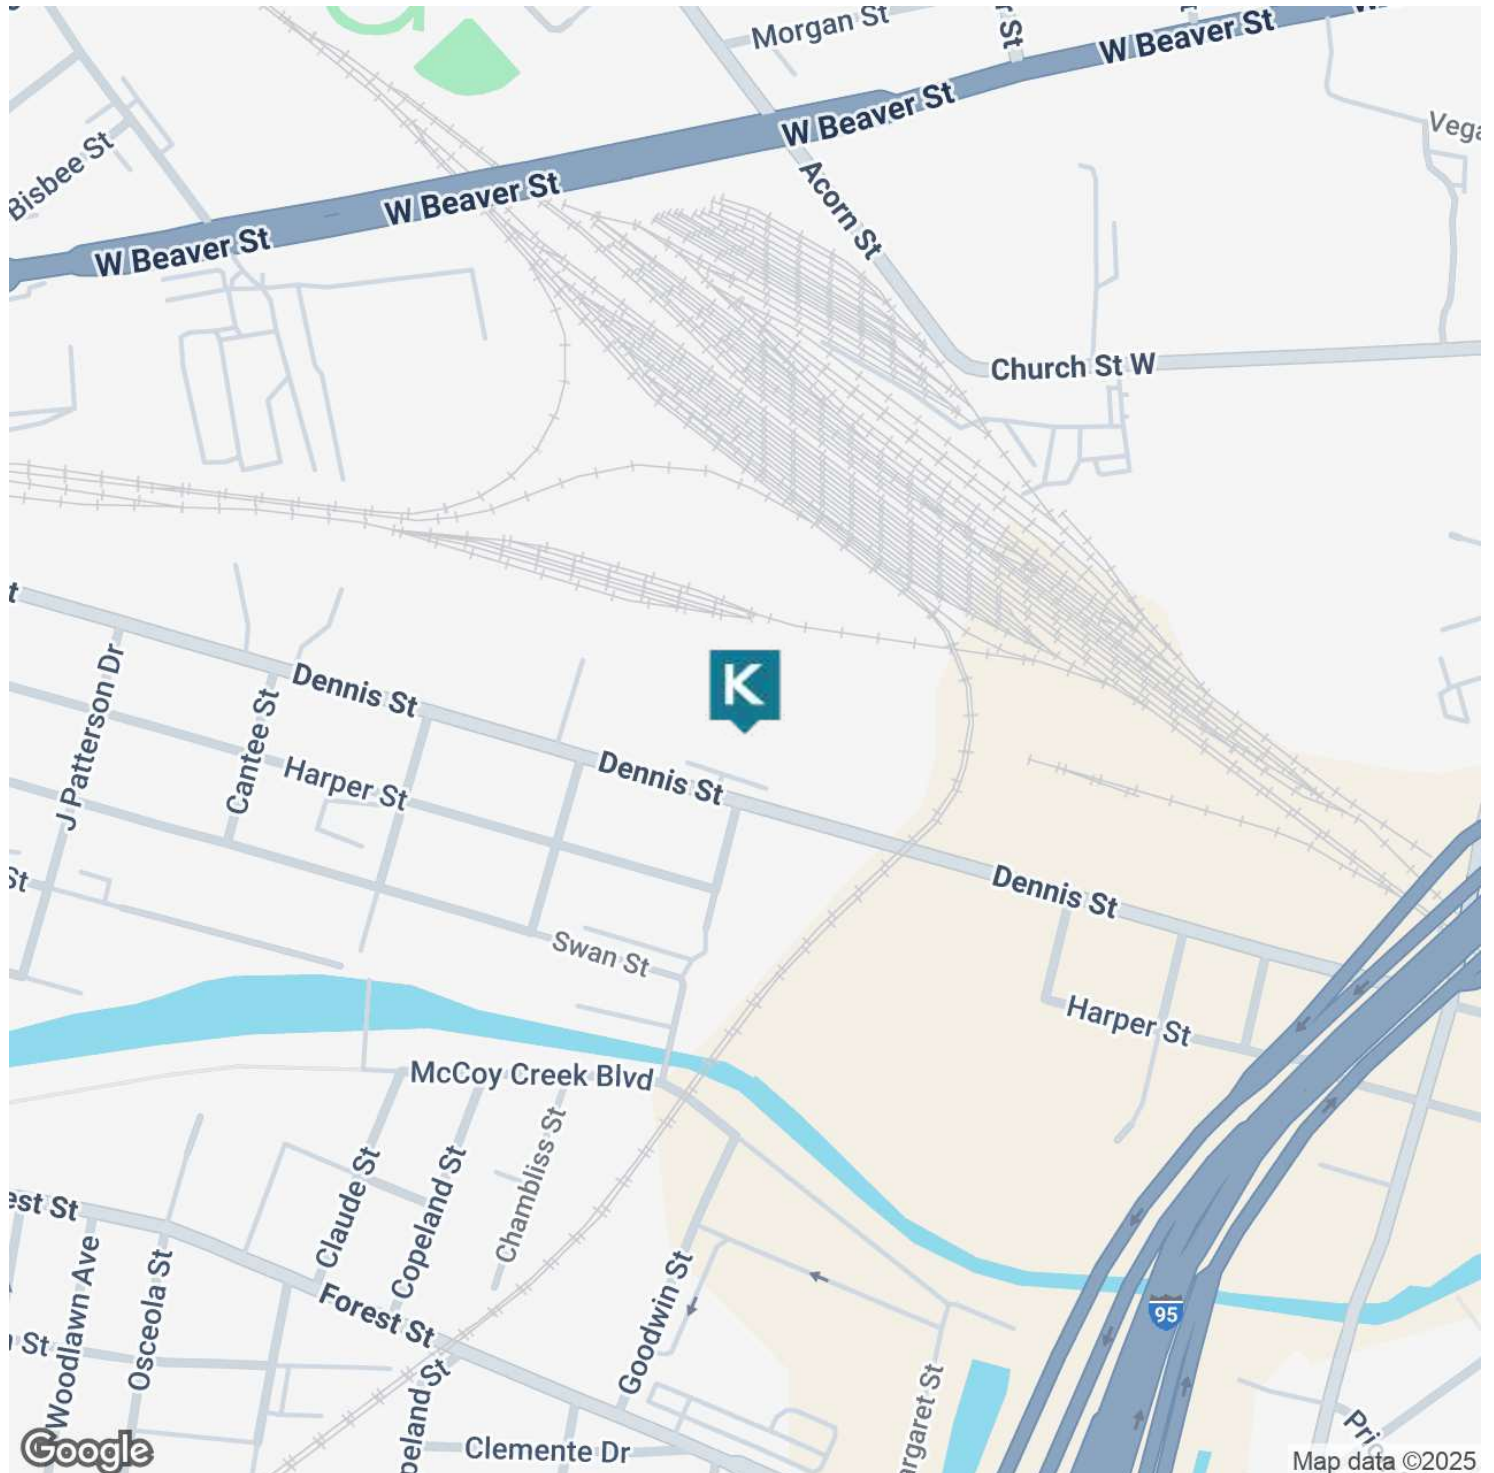 Morgan St
W Beaver St
W Beaver St
W Beaver St
W Beaver St
Bisbee St
Acorn St
Church St W
Dennis St
Dennis St
Dennis St
J Patterson Dr
Cantee St
Harper St
Harper St
Swan St
McCoy Creek Blvd
Claude St
Copeland St
Chambliss St
Goodwin St
Forest St
Woodlawn Ave
Osceola St
Clemente Dr
K
95
Google
Map data ©2025